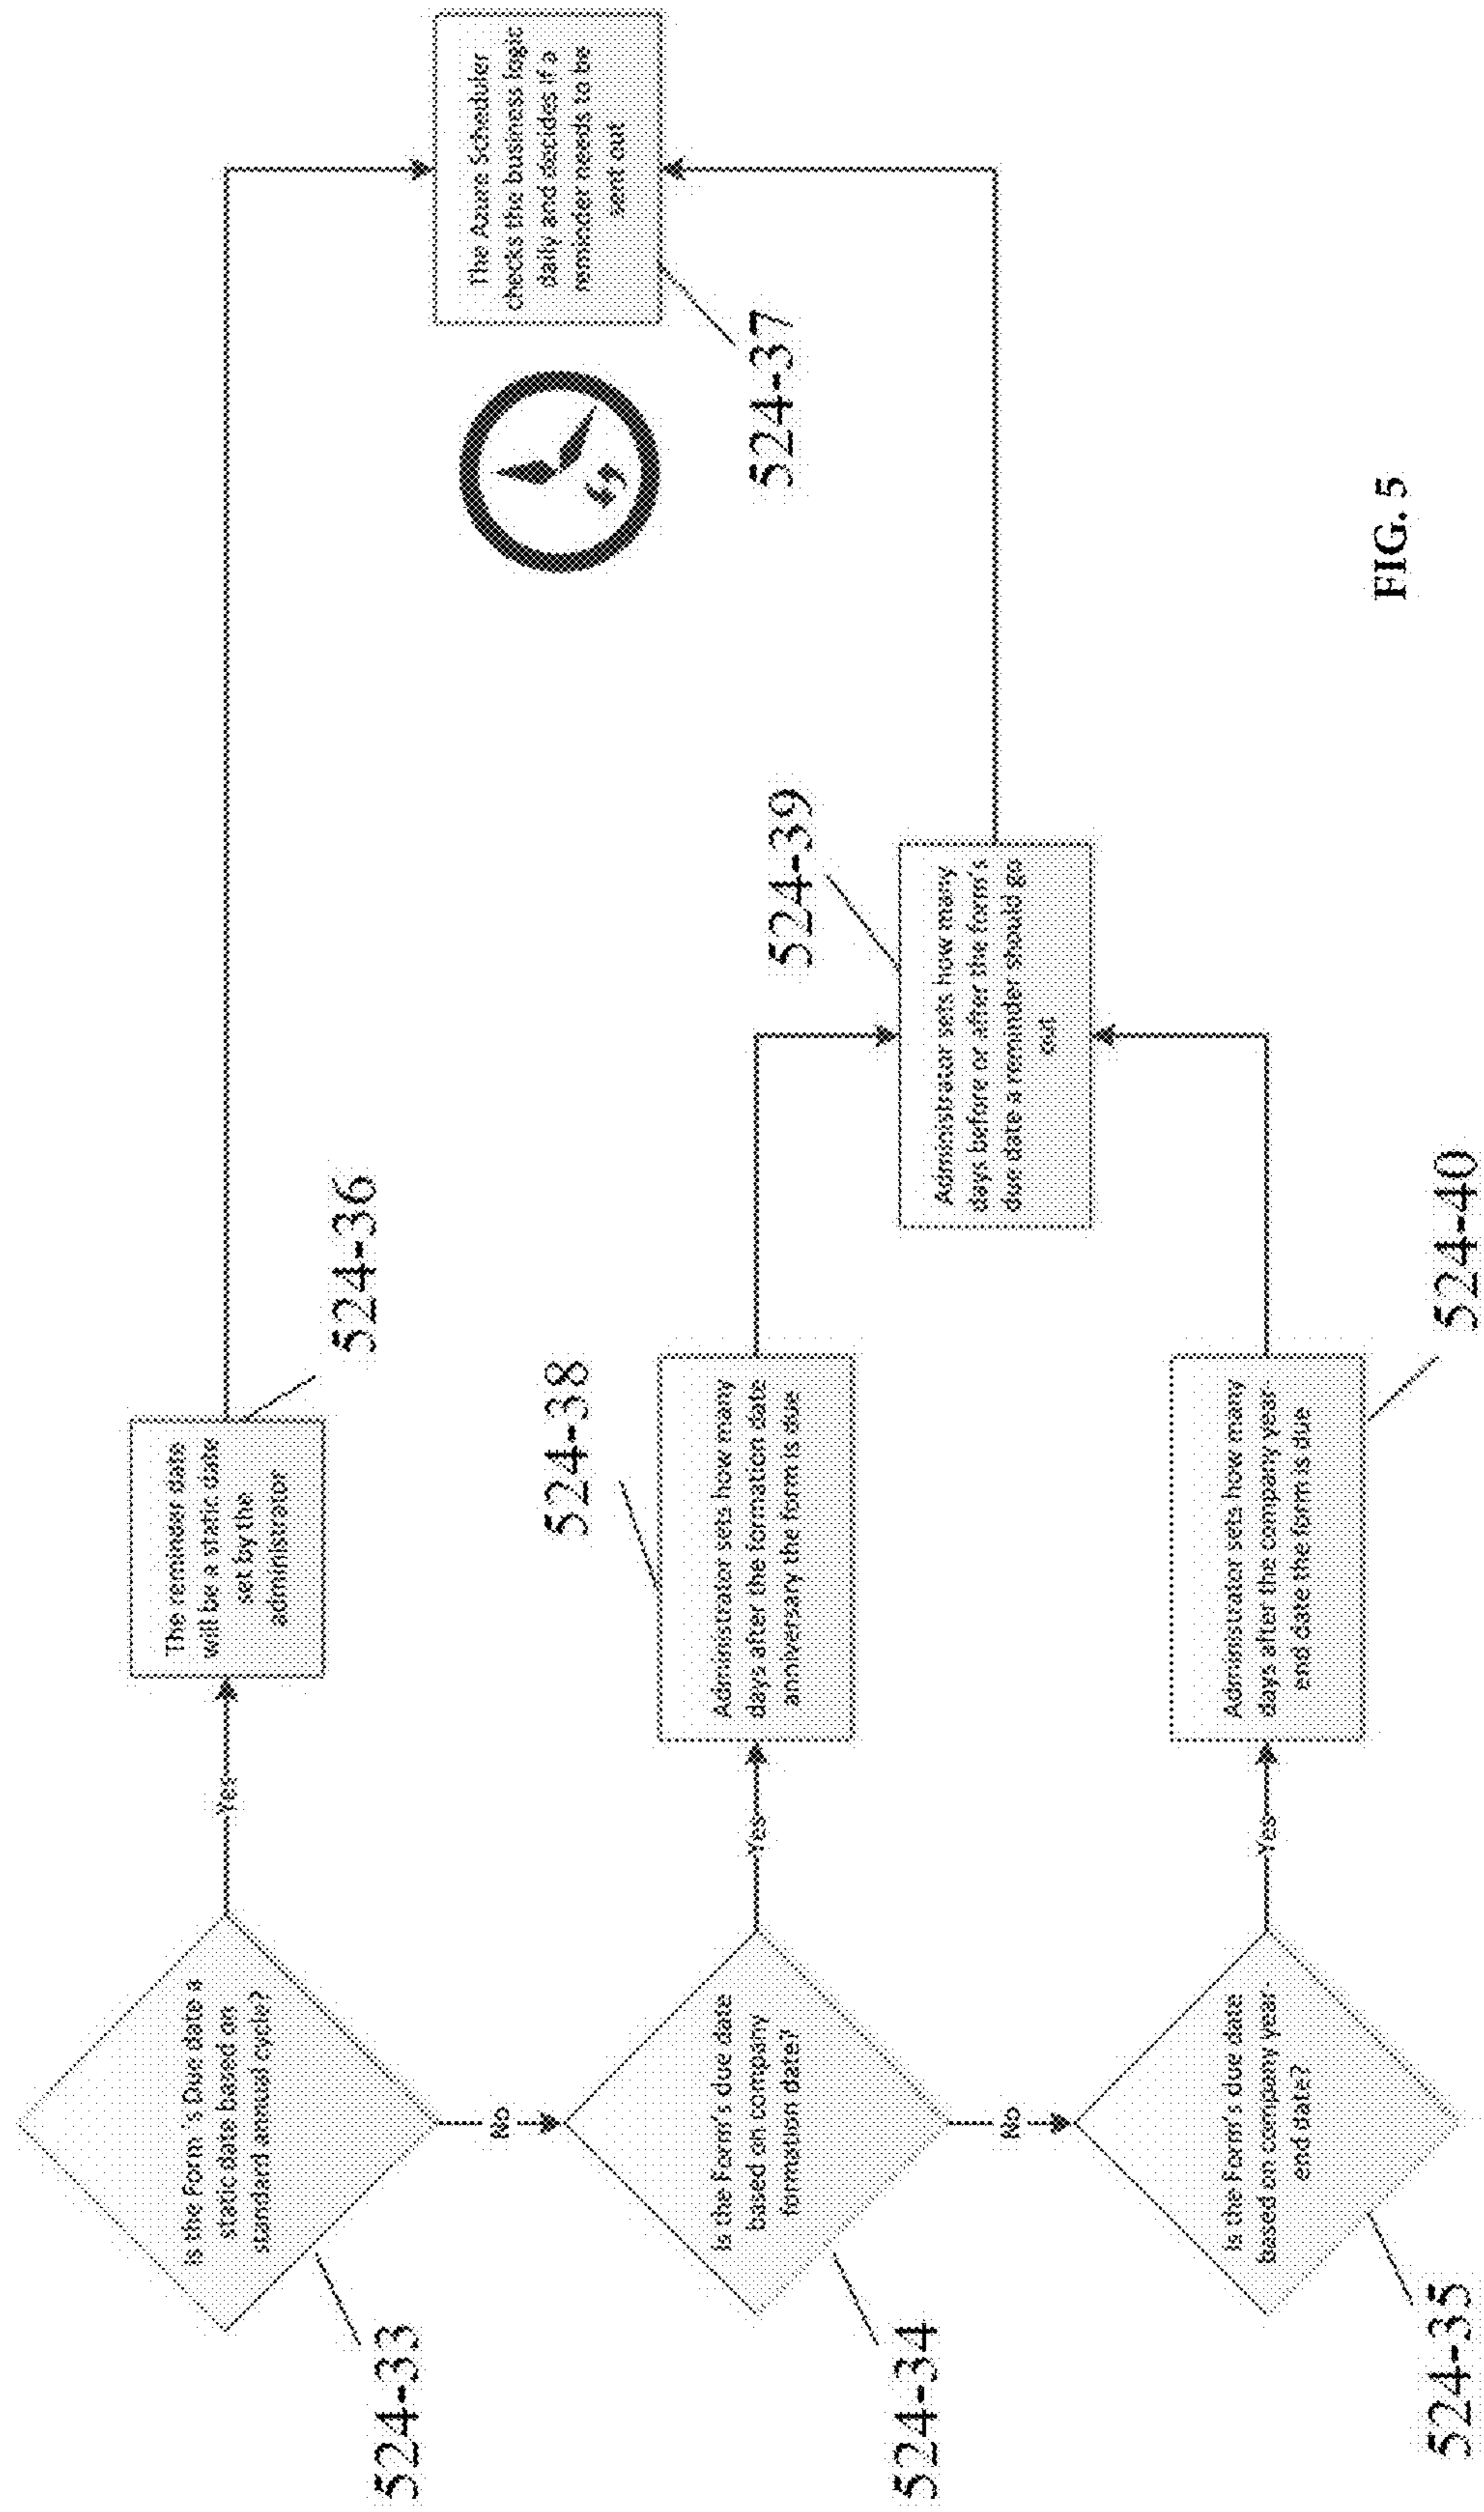 Is the Form 's Due date a
static date based on
standard annual cycle?
524-33
Yes
The reminder date
will be a static date
set by the
administrator
524-36
The Azure Scheduler
checks the business logic
daily and decides if a
reminder needs to be
sent out
524-37
No
Is the Form's due date
based on company
formation date?
524-34
Yes
Administrator sets how many
days after the formation date
anniversary the form is due
524-38
Administrator sets how many
days before or after the form's
due date a reminder should go
out
524-39
No
Is the Form's due date
based on company year-
end date?
524-35
Yes
Administrator sets how many
days after the company year-
end date the form is due
524-40
FIG. 5